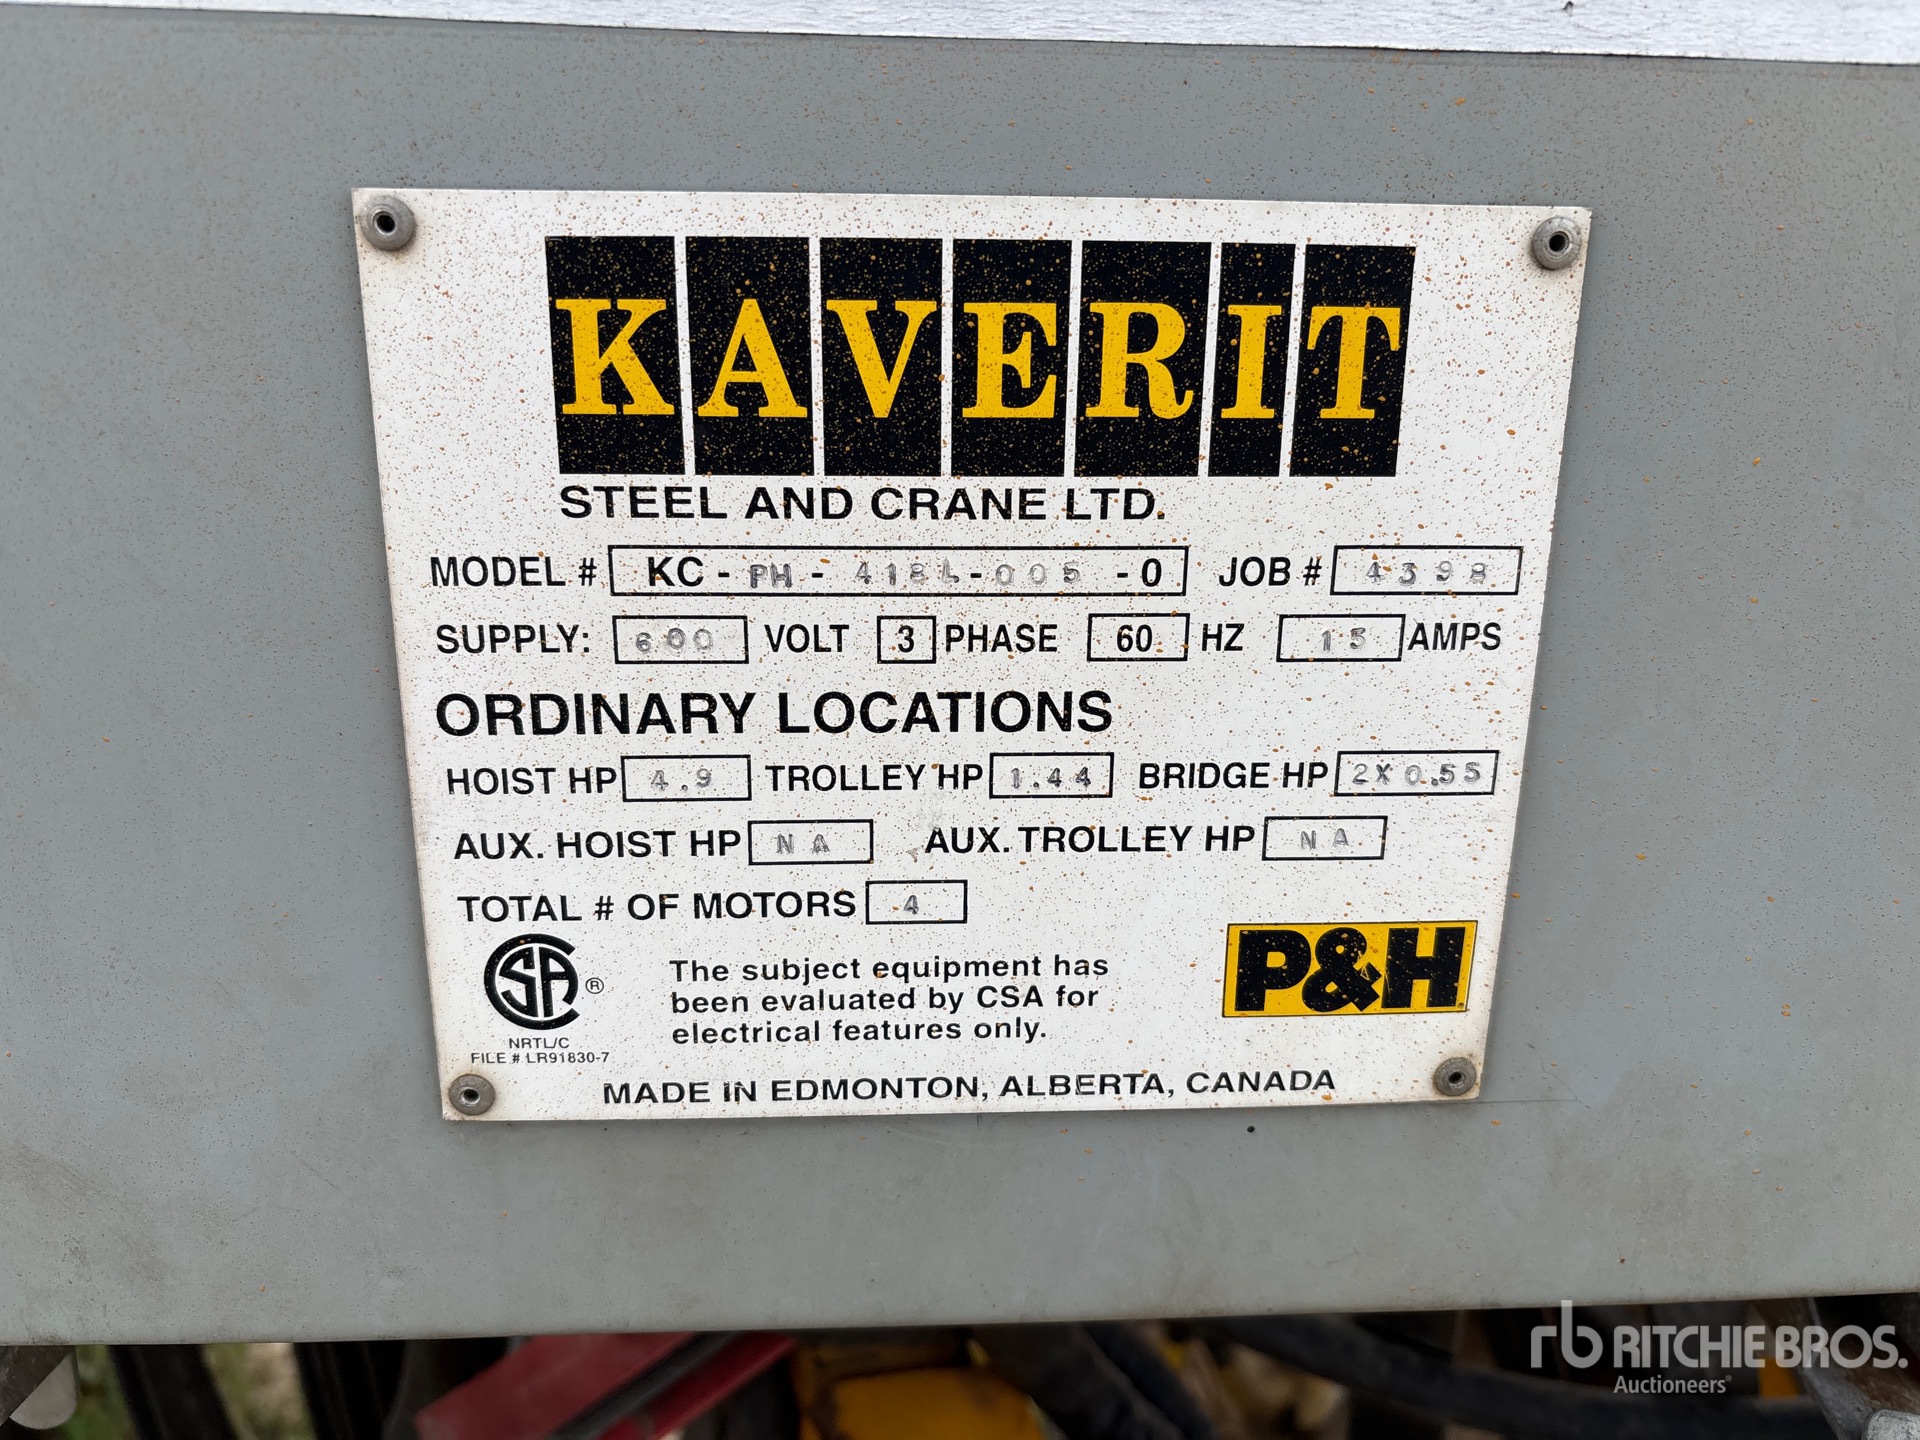 KAVERIT
STEEL AND CRANE LTD.
MODEL # KC - PH - 418L - 005 - 0 JOB # 4398
SUPPLY: 600 VOLT 3 PHASE 60 HZ 15 AMPS
ORDINARY LOCATIONS
HOIST HP 4.9 TROLLEY HP 1.44 BRIDGE HP 2X0.55
AUX. HOIST HP NA AUX. TROLLEY HP NA
TOTAL # OF MOTORS 4
CSA ®
NRTL/C
FILE # LR91830-7
The subject equipment has
been evaluated by CSA for
electrical features only.
P&H®
MADE IN EDMONTON, ALBERTA, CANADA
rb RITCHIE BROS.
Auctioneers®